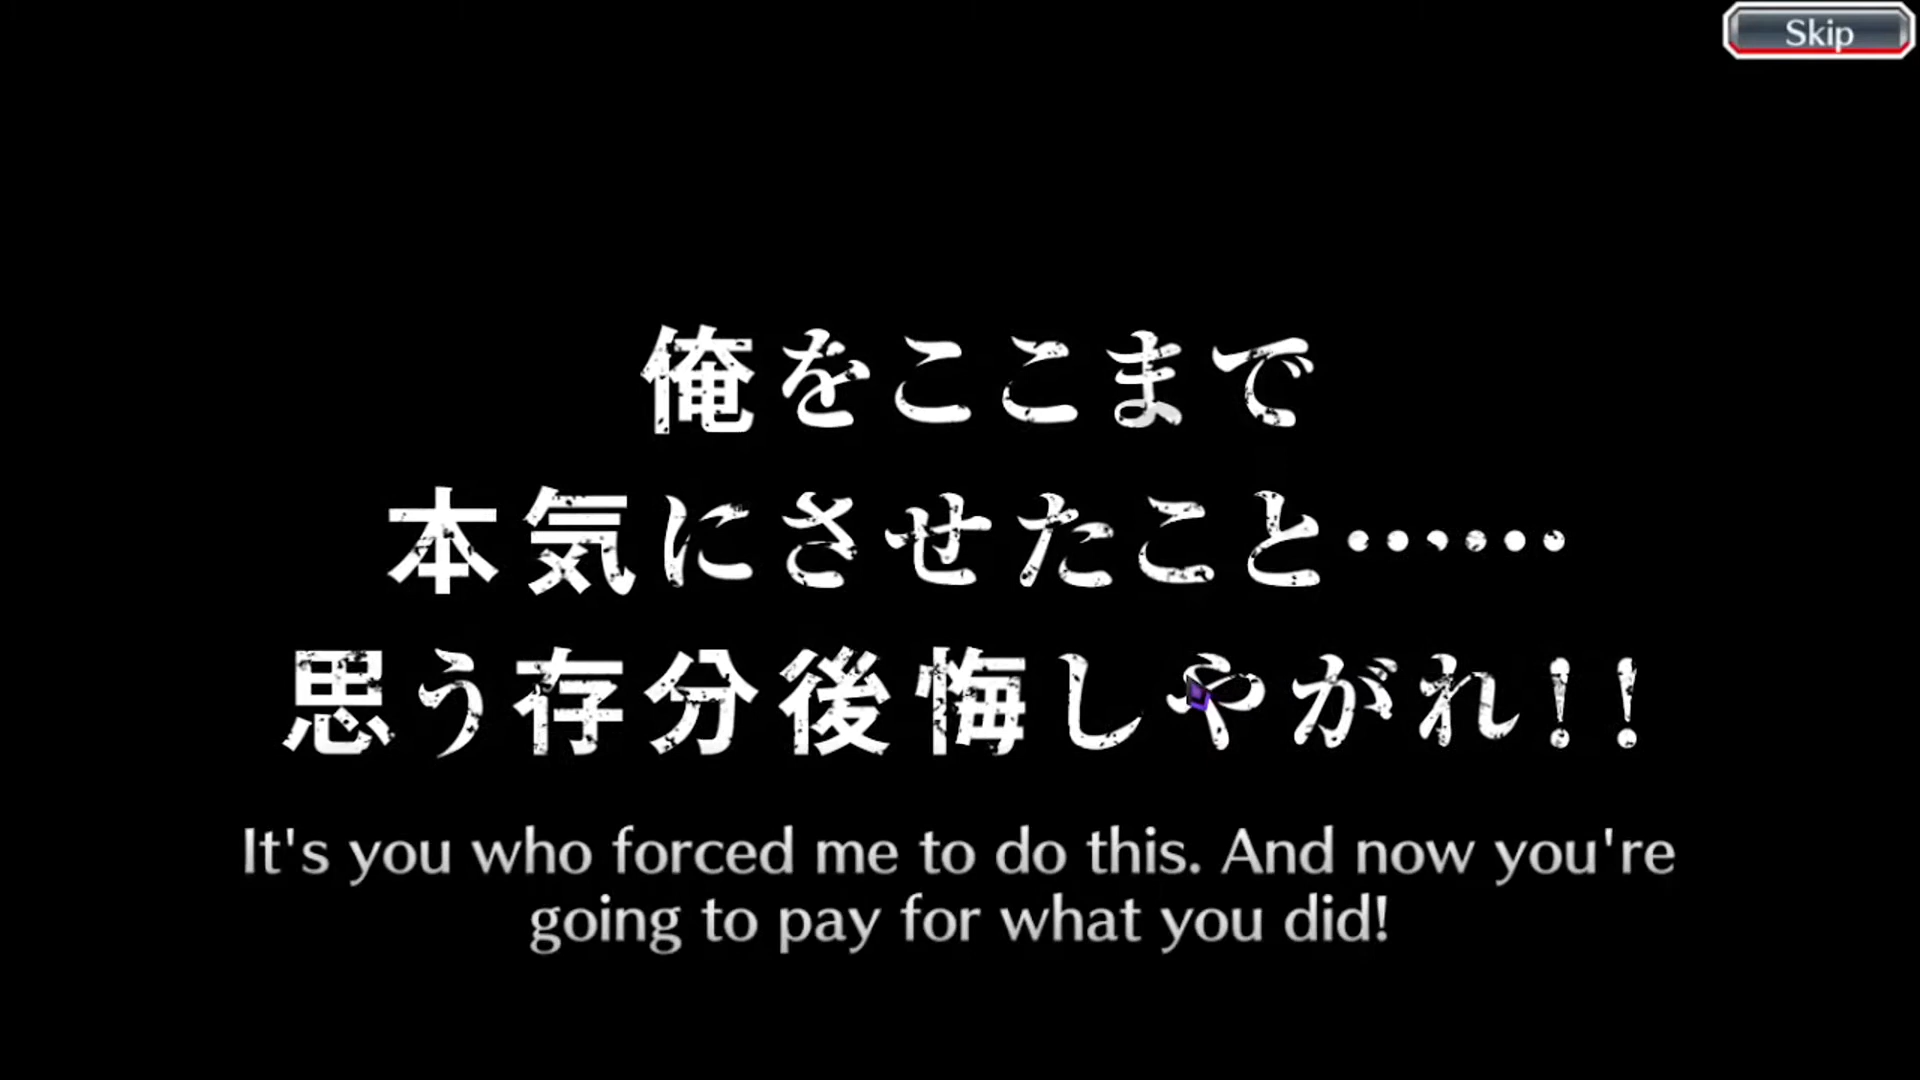 Skip
俺をここまで
本気にさせたこと……
思う存分後悔しやがれ!!
It's you who forced me to do this. And now you're
going to pay for what you did!